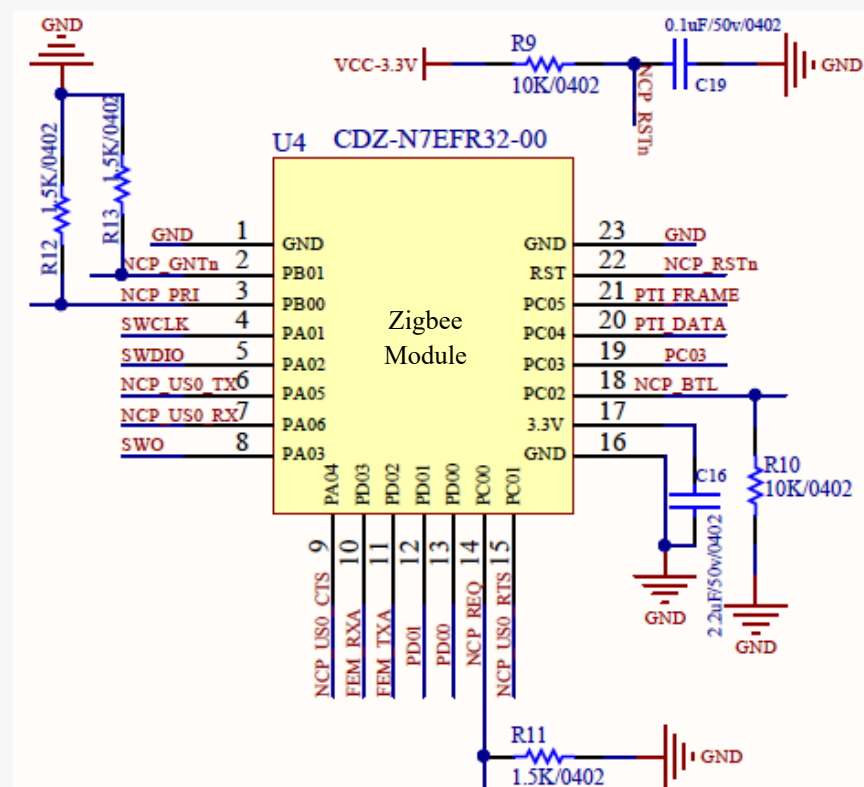 GND
0.1uF/50v/0402
R9
VCC-3.3V
10K/0402
C19
GND
NCP_RSTn
1.5K/0402
1.5K/0402
R12
R13
U4 CDZ-N7EFR32-00
Zigbee
Module
GND 1 GND
NCP_GNTn 2 PB01
NCP_PRI 3 PB00
SWCLK 4 PA01
SWDIO 5 PA02
NCP_US0_TX 6 PA05
NCP_US0_RX 7 PA06
SWO 8 PA03
GND 23 GND
RST 22 NCP_RSTn
PC05 21 PTI_FRAME
PC04 20 PTI_DATA
PC03 19 PC03
PC02 18 NCP_BTL
3.3V 17
GND 16
PA04 9 NCP_US0_CTS
PD03 10 FEM_RXA
PD02 11 FEM_TXA
PD01 12 PD01
PD00 13 PD00
PC00 14 NCP_REQ
PC01 15 NCP_US0_RTS
C16
2.2uF/50v/0402
GND
R10
10K/0402
GND
R11
1.5K/0402
GND